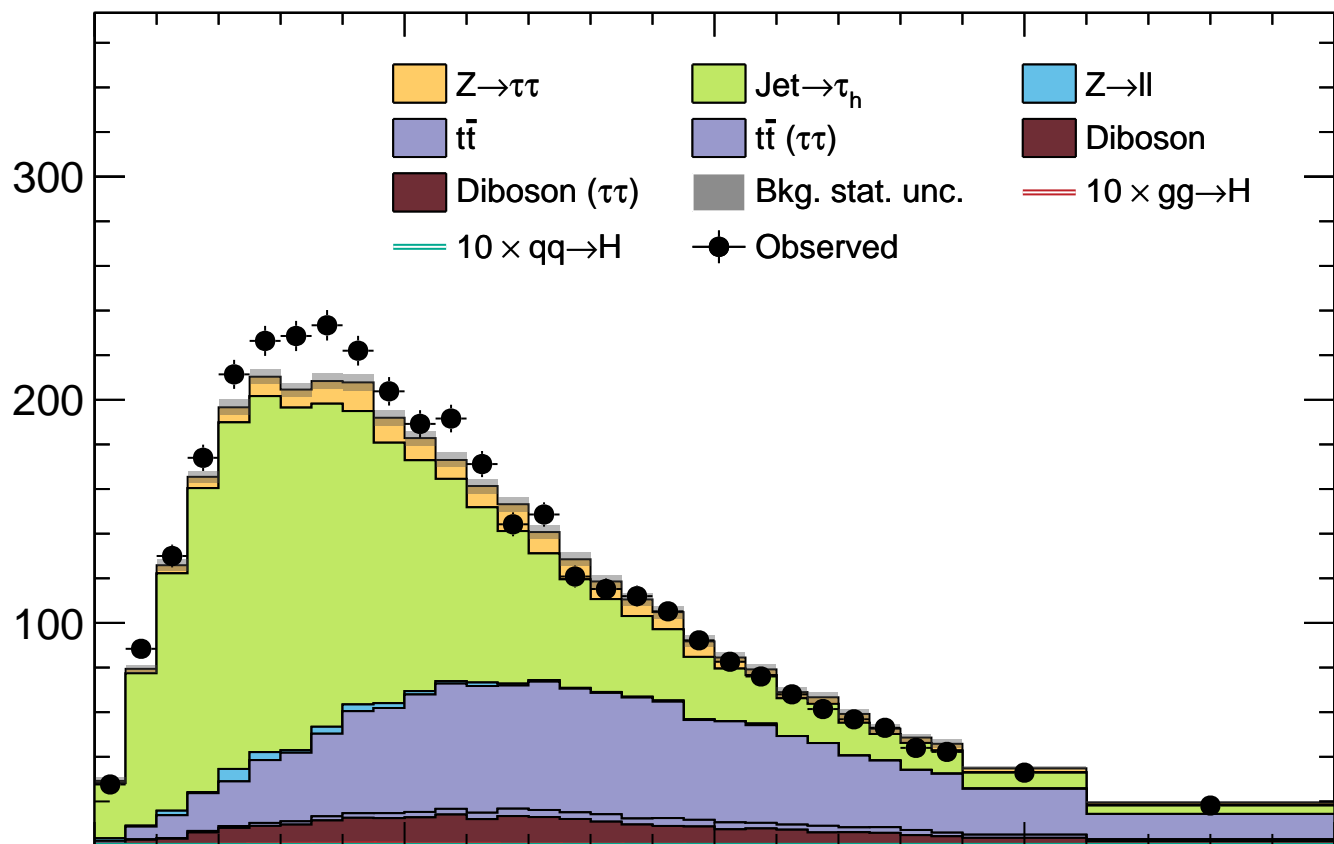 Z→ττ Jet→τh Z→ll
tt̄ tt̄ (ττ) Diboson
Diboson (ττ) Bkg. stat. unc. 10 × gg→H
10 × qq→H Observed
300
200
100